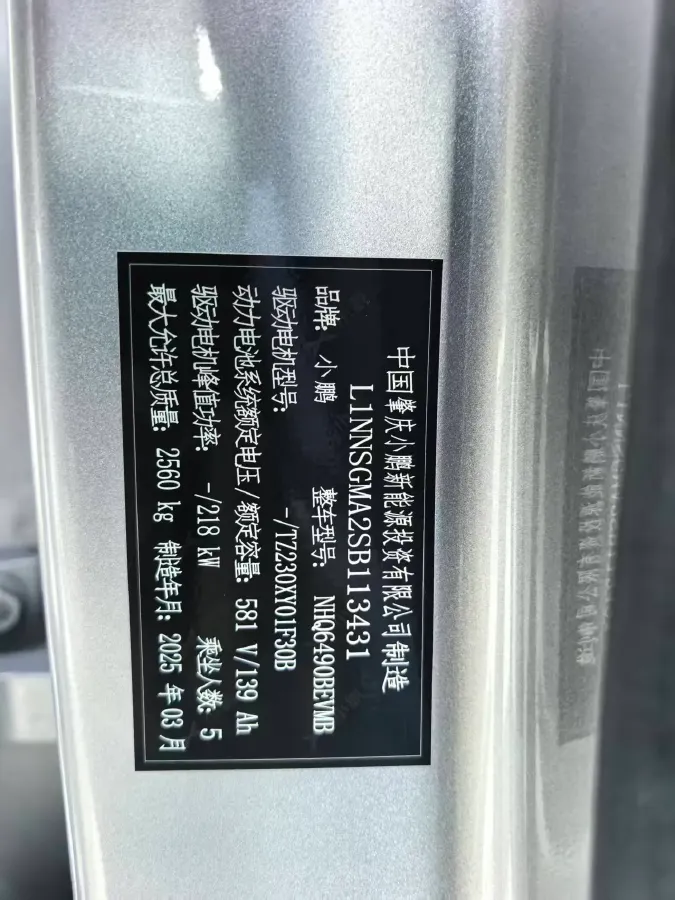 中国肇庆小鹏新能源投资有限公司制造
L1NNSGMA2SB113431
品牌: 小鹏 整车型号: NHQ6490BEVMB
驱动电机型号: -/TZ230XY01F30B
动力电池系统额定电压/额定容量: 581 V/139 Ah
驱动电机峰值功率: -/218 kW 乘坐人数: 5
最大允许总质量: 2560 kg 制造年月: 2025 年 03 月